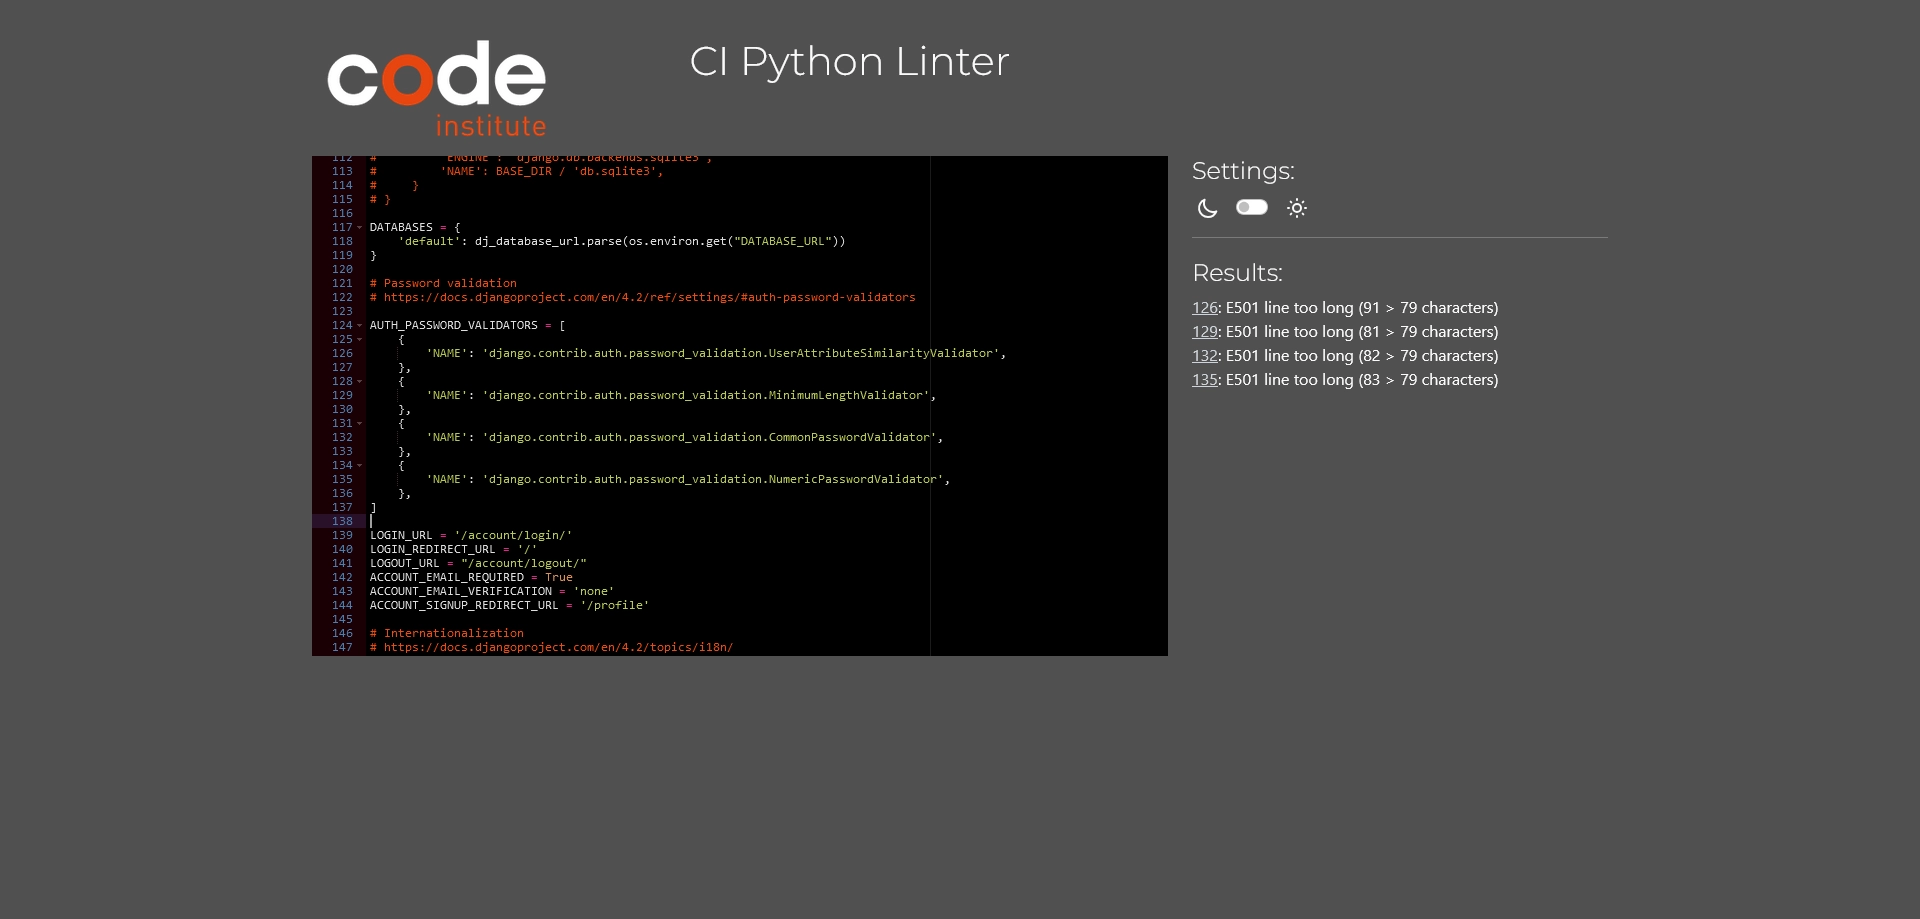 code
institute
CI Python Linter
112 #         'ENGINE': 'django.db.backends.sqlite3',
113 #         'NAME': BASE_DIR / 'db.sqlite3',
114 #     }
115 # }
116
117 DATABASES = {
118     'default': dj_database_url.parse(os.environ.get("DATABASE_URL"))
119 }
120
121 # Password validation
122 # https://docs.djangoproject.com/en/4.2/ref/settings/#auth-password-validators
123
124 AUTH_PASSWORD_VALIDATORS = [
125     {
126         'NAME': 'django.contrib.auth.password_validation.UserAttributeSimilarityValidator',
127     },
128     {
129         'NAME': 'django.contrib.auth.password_validation.MinimumLengthValidator',
130     },
131     {
132         'NAME': 'django.contrib.auth.password_validation.CommonPasswordValidator',
133     },
134     {
135         'NAME': 'django.contrib.auth.password_validation.NumericPasswordValidator',
136     },
137 ]
138
139 LOGIN_URL = '/account/login/'
140 LOGIN_REDIRECT_URL = '/'
141 LOGOUT_URL = "/account/logout/"
142 ACCOUNT_EMAIL_REQUIRED = True
143 ACCOUNT_EMAIL_VERIFICATION = 'none'
144 ACCOUNT_SIGNUP_REDIRECT_URL = '/profile'
145
146 # Internationalization
147 # https://docs.djangoproject.com/en/4.2/topics/i18n/
Settings:
Results:
126: E501 line too long (91 > 79 characters)
129: E501 line too long (81 > 79 characters)
132: E501 line too long (82 > 79 characters)
135: E501 line too long (83 > 79 characters)